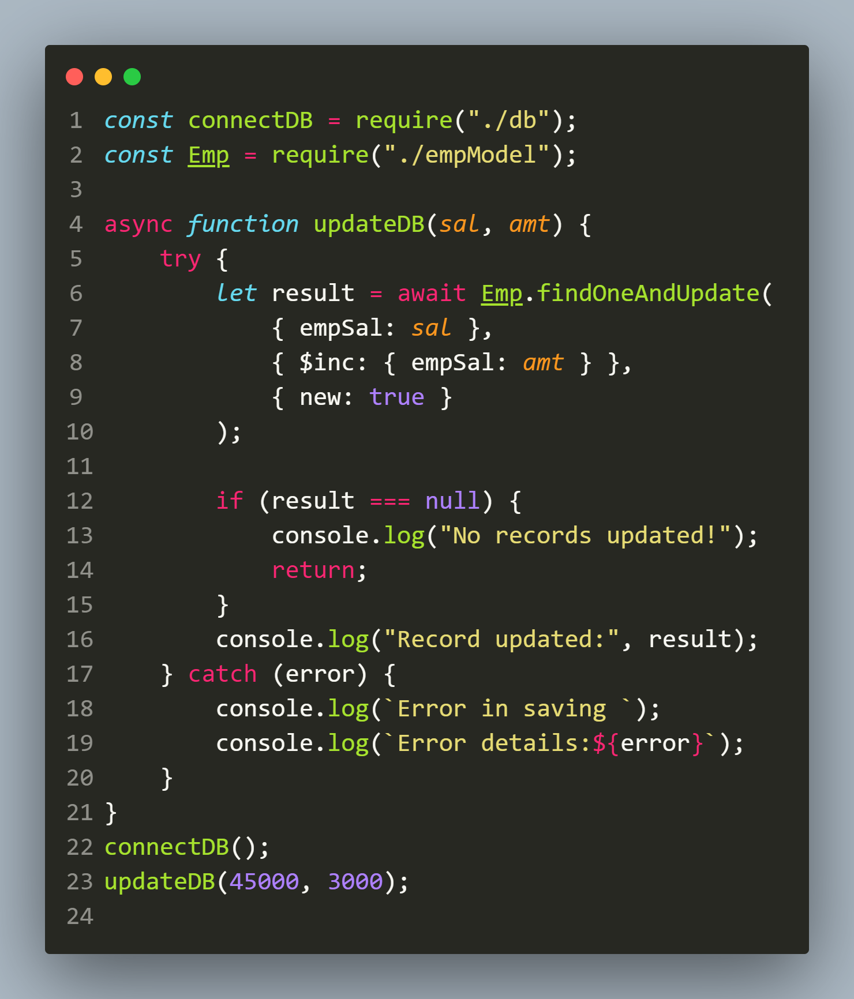 1 const connectDB = require("./db");
2 const Emp = require("./empModel");
3
4 async function updateDB(sal, amt) {
5     try {
6         let result = await Emp.findOneAndUpdate(
7             { empSal: sal },
8             { $inc: { empSal: amt } },
9             { new: true }
10         );
11
12         if (result === null) {
13             console.log("No records updated!");
14             return;
15         }
16         console.log("Record updated:", result);
17     } catch (error) {
18         console.log(`Error in saving `);
19         console.log(`Error details:${error}`);
20     }
21 }
22 connectDB();
23 updateDB(45000, 3000);
24